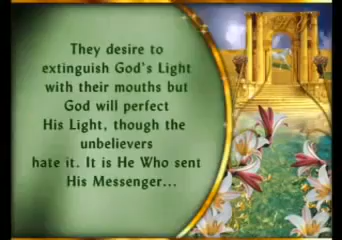 They desire to
extinguish God's Light
with their mouths but
God will perfect
His Light, though the
unbelievers
hate it. It is He Who sent
His Messenger...